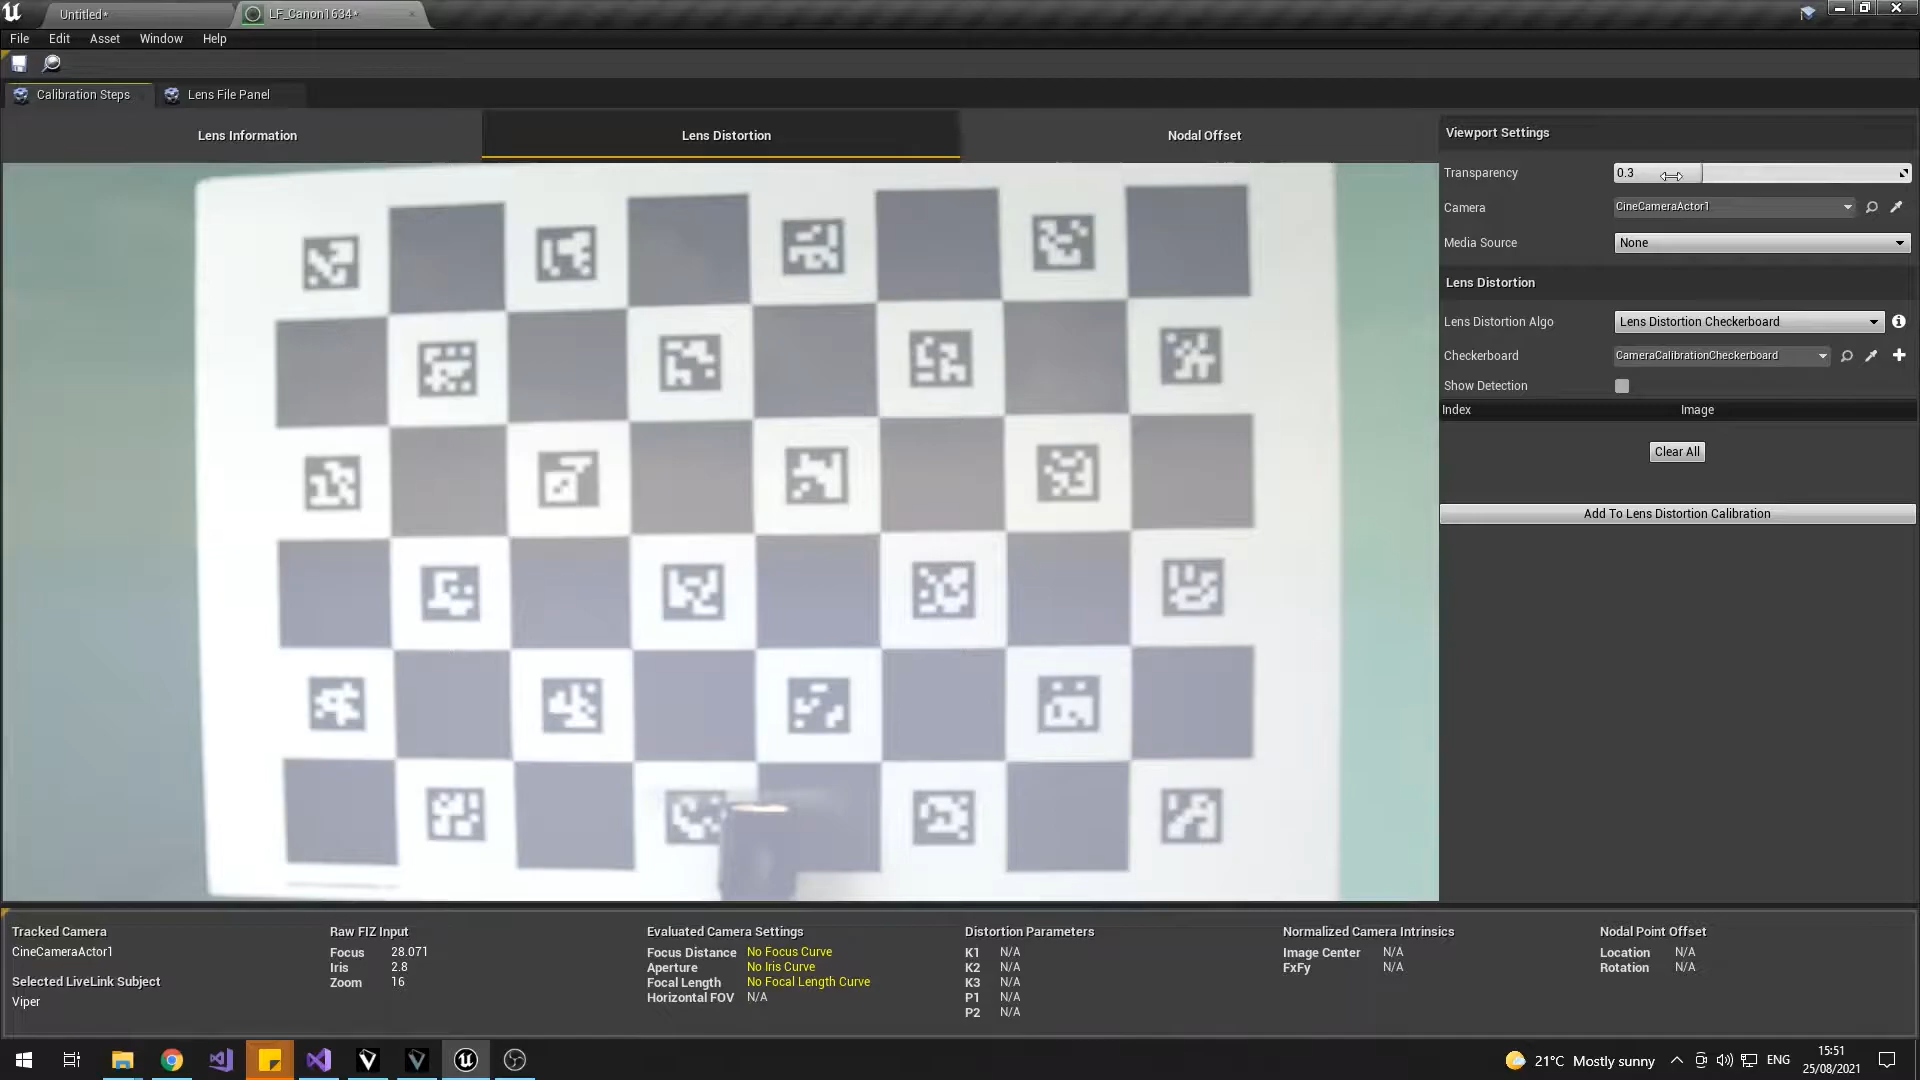 Untitled*
LF_Canon1634*
File Edit Asset Window Help
Calibration Steps
Lens File Panel
Lens Information
Lens Distortion
Nodal Offset
Viewport Settings
Transparency 0.3
Camera CineCameraActor1
Media Source None
Lens Distortion
Lens Distortion Algo Lens Distortion Checkerboard
Checkerboard CameraCalibrationCheckerboard
Show Detection
Index Image
Clear All
Add To Lens Distortion Calibration
Tracked Camera
CineCameraActor1
Selected LiveLink Subject
Viper
Raw FIZ Input
Focus 28.071
Iris 2.8
Zoom 16
Evaluated Camera Settings
Focus Distance No Focus Curve
Aperture No Iris Curve
Focal Length No Focal Length Curve
Horizontal FOV N/A
Distortion Parameters
K1 N/A
K2 N/A
K3 N/A
P1 N/A
P2 N/A
Normalized Camera Intrinsics
Image Center N/A
FxFy N/A
Nodal Point Offset
Location N/A
Rotation N/A
21°C Mostly sunny
ENG
15:51
25/08/2021